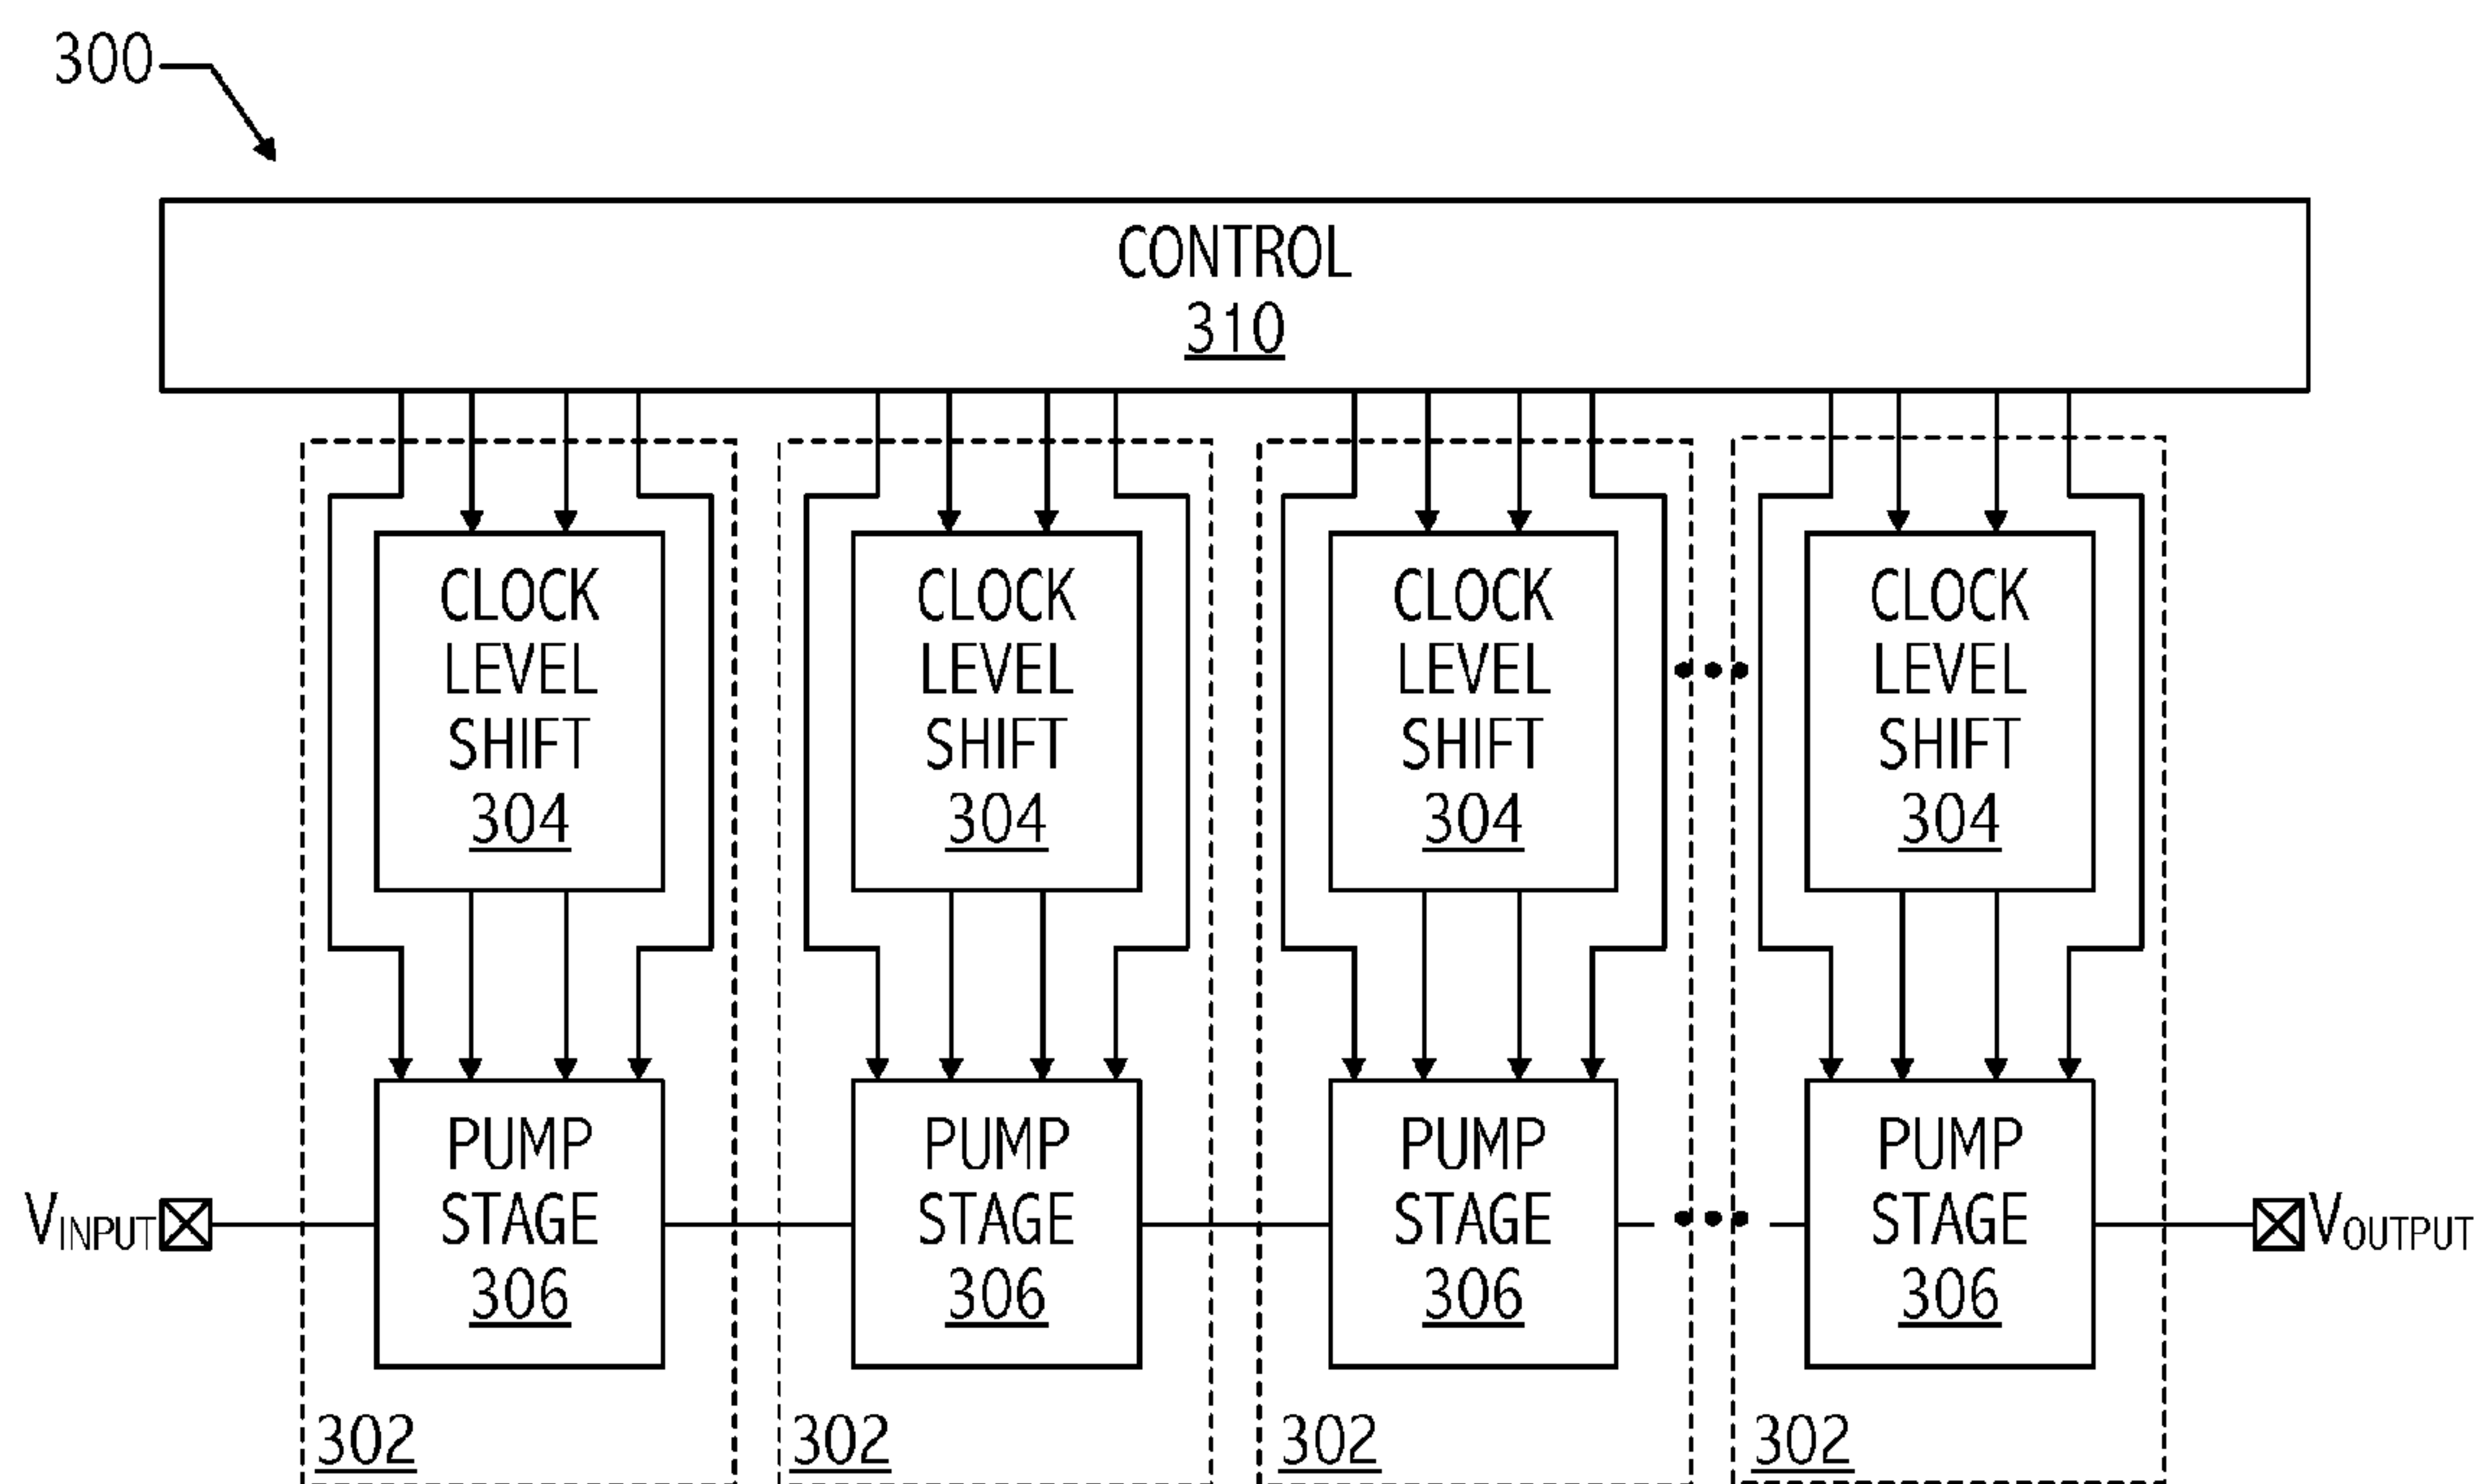 300
CONTROL
310
CLOCK
LEVEL
SHIFT
304
CLOCK
LEVEL
SHIFT
304
CLOCK
LEVEL
SHIFT
304
CLOCK
LEVEL
SHIFT
304
VINPUT
PUMP
STAGE
306
PUMP
STAGE
306
PUMP
STAGE
306
PUMP
STAGE
306
VOUTPUT
302
302
302
302